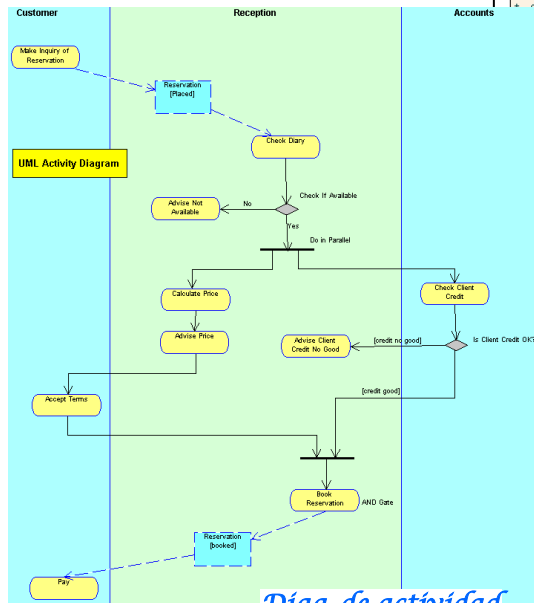 Customer
Reception
Accounts
Make Inquiry of
Reservation
Reservation
[Placed]
Check Diary
UML Activity Diagram
Check If Available
Advise Not
Available
No
Yes
Do in Parallel
Calculate Price
Check Client
Credit
Advise Price
Advise Client
Credit No Good
[credit no good]
Is Client Credit OK?
[credit good]
Accept Terms
Book
Reservation
AND Gate
Reservation
[booked]
Pay
Diag. de actividad